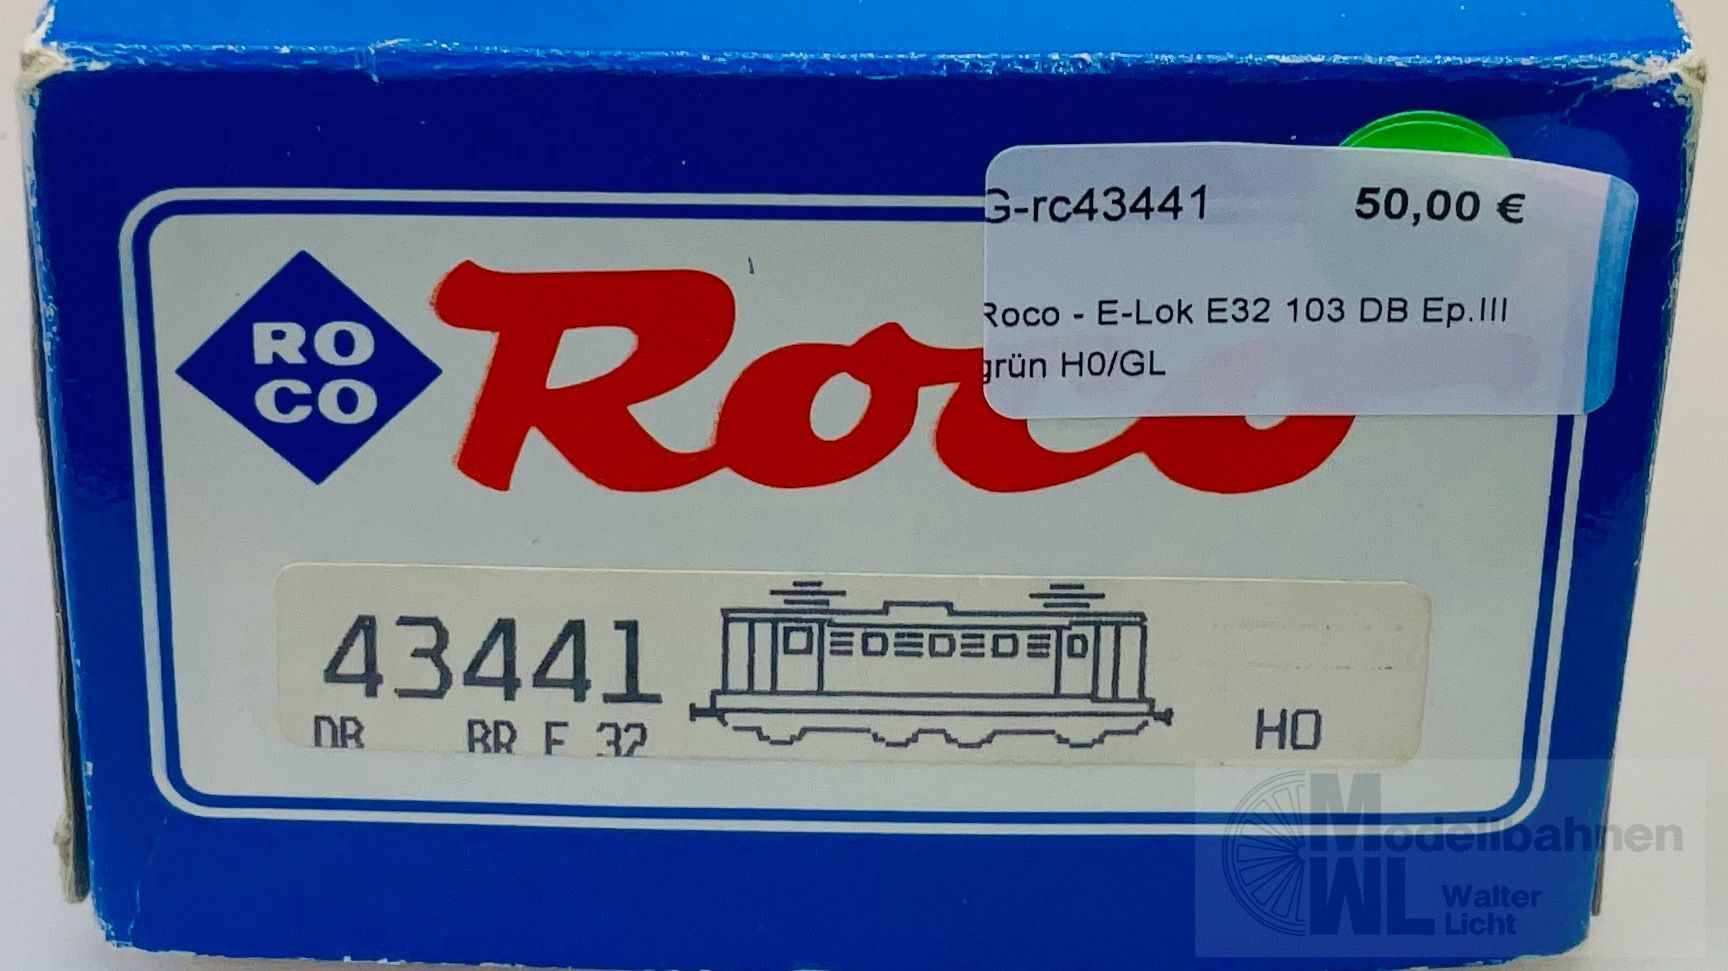 G-rc43441 50,00 €
Roco - E-Lok E32 103 DB Ep.III
grün H0/GL
RO
CO
Roco
43441
DB BR E 32
HO
Modellbahnen
WL Walter
Licht